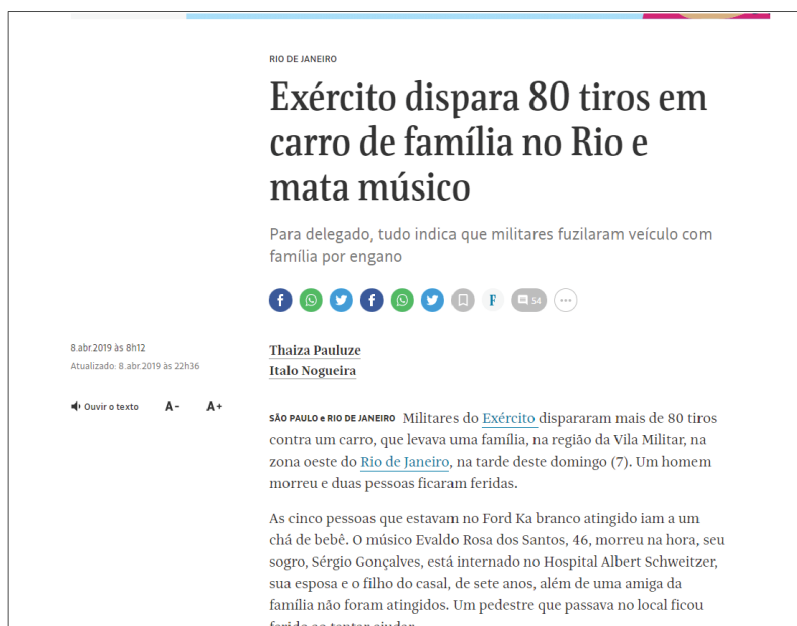 RIO DE JANEIRO
Exército dispara 80 tiros em
carro de família no Rio e
mata músico
Para delegado, tudo indica que militares fuzilaram veículo com
família por engano
F
54
8.abr.2019 às 8h12
Atualizado: 8.abr.2019 às 22h36
Ouvir o texto A- A+
Thaiza Pauluze
Italo Nogueira
SÃO PAULO e RIO DE JANEIRO Militares do Exército dispararam mais de 80 tiros
contra um carro, que levava uma família, na região da Vila Militar, na
zona oeste do Rio de Janeiro, na tarde deste domingo (7). Um homem
morreu e duas pessoas ficaram feridas.
As cinco pessoas que estavam no Ford Ka branco atingido iam a um
chá de bebê. O músico Evaldo Rosa dos Santos, 46, morreu na hora, seu
sogro, Sérgio Gonçalves, está internado no Hospital Albert Schweitzer,
sua esposa e o filho do casal, de sete anos, além de uma amiga da
família não foram atingidos. Um pedestre que passava no local ficou